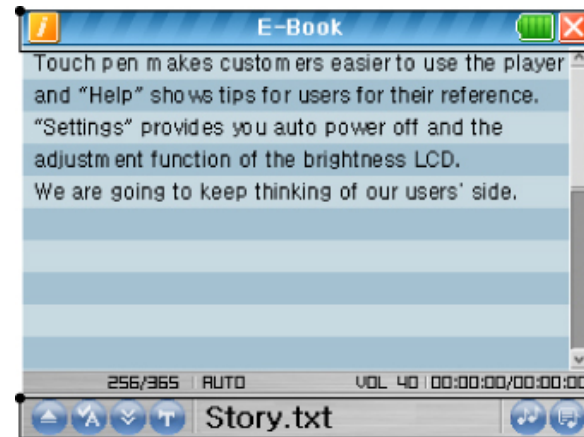 E-Book
Touch pen makes customers easier to use the player
and “Help” shows tips for users for their reference.
“Settings” provides you auto power off and the
adjustment function of the brightness LCD.
We are going to keep thinking of our users' side.
256/365 AUTO VOL 40 00:00:00/00:00:00
Story.txt